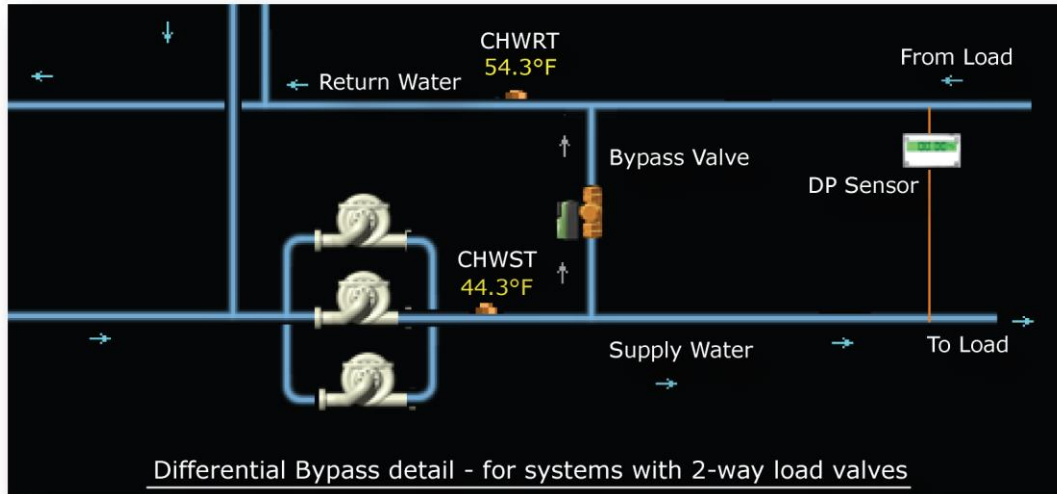 CHWRT
54.3°F
From Load
Return Water
Bypass Valve
DP Sensor
CHWST
44.3°F
Supply Water
To Load
Differential Bypass detail - for systems with 2-way load valves